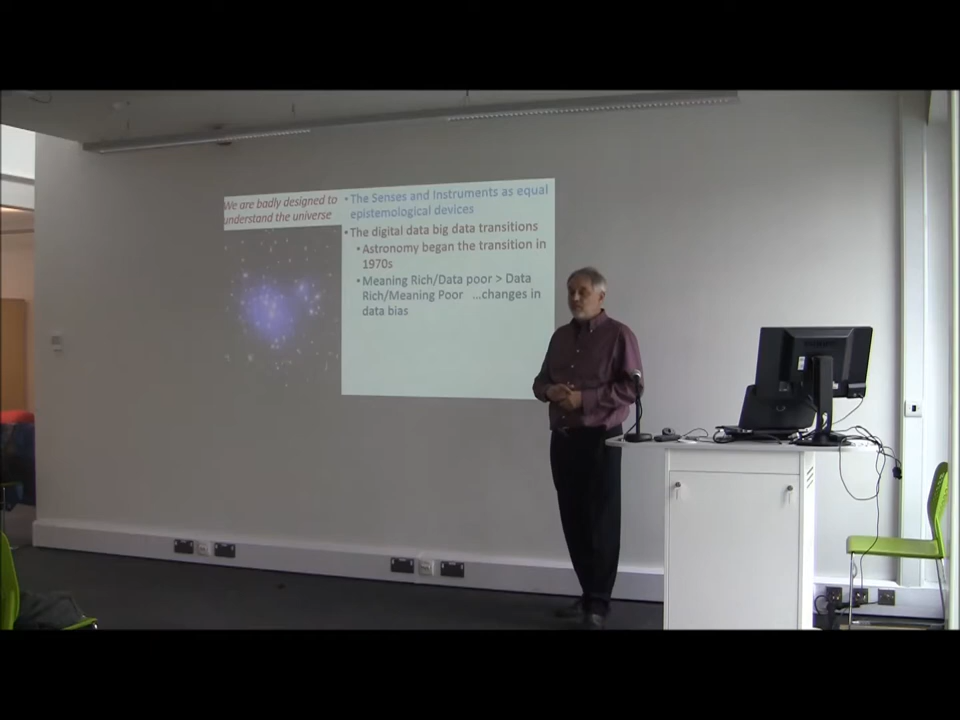 We are badly designed to
understand the universe
• The Senses and Instruments as equal
epistemological devices
• The digital data big data transitions
• Astronomy began the transition in
1970s
• Meaning Rich/Data poor > Data
Rich/Meaning Poor ...changes in
data bias